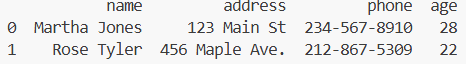 name address phone age
0 Martha Jones 123 Main St 234-567-8910 28
1 Rose Tyler 456 Maple Ave. 212-867-5309 22